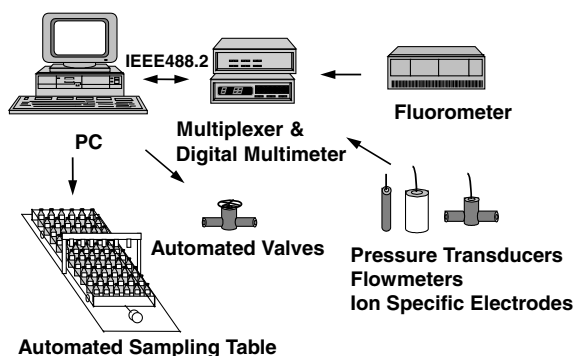 IEEE488.2
Fluorometer
PC
Multiplexer &
Digital Multimeter
Automated Valves
Pressure Transducers
Flowmeters
Ion Specific Electrodes
Automated Sampling Table